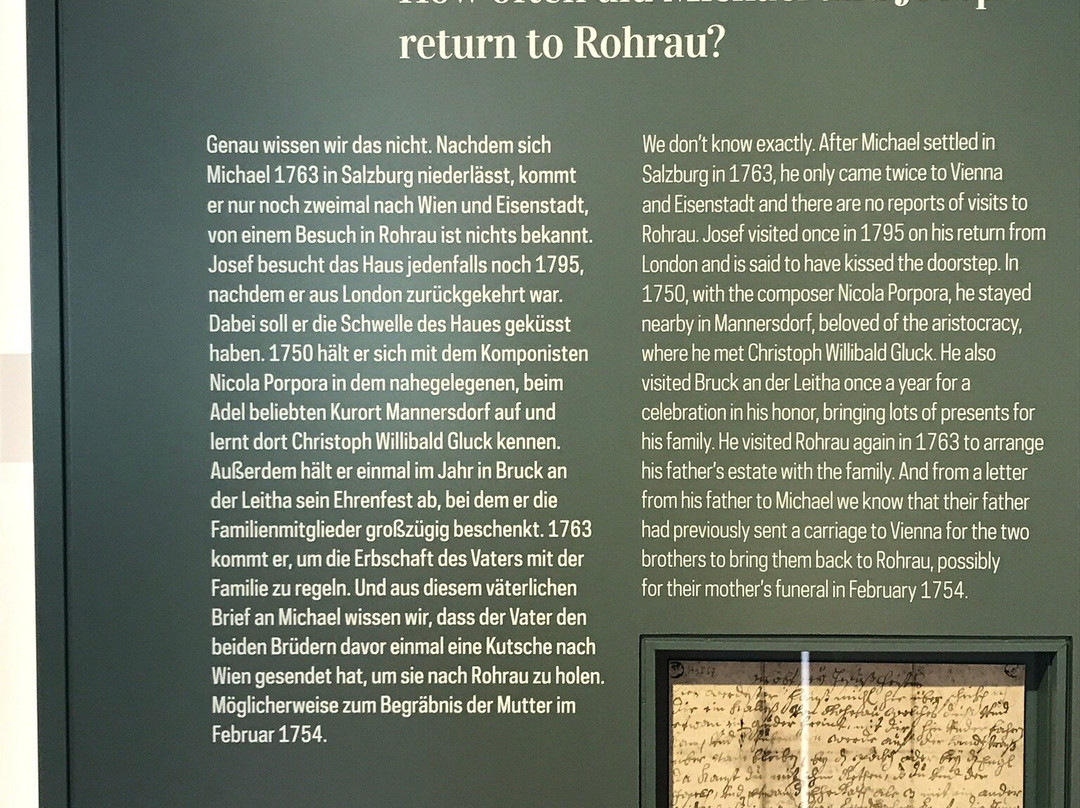 return to Rohrau?
Genau wissen wir das nicht. Nachdem sich
Michael 1763 in Salzburg niederlässt, kommt
er nur noch zweimal nach Wien und Eisenstadt,
von einem Besuch in Rohrau ist nichts bekannt.
Josef besucht das Haus jedenfalls noch 1795,
nachdem er aus London zurückgekehrt war.
Dabei soll er die Schwelle des Haues geküsst
haben. 1750 hält er sich mit dem Komponisten
Nicola Porpora in dem nahegelegenen, beim
Adel beliebten Kurort Mannersdorf auf und
lernt dort Christoph Willibald Gluck kennen.
Außerdem hält er einmal im Jahr in Bruck an
der Leitha sein Ehrenfest ab, bei dem er die
Familienmitglieder großzügig beschenkt. 1763
kommt er, um die Erbschaft des Vaters mit der
Familie zu regeln. Und aus diesem väterlichen
Brief an Michael wissen wir, dass der Vater den
beiden Brüdern davor einmal eine Kutsche nach
Wien gesendet hat, um sie nach Rohrau zu holen.
Möglicherweise zum Begräbnis der Mutter im
Februar 1754.
We don't know exactly. After Michael settled in
Salzburg in 1763, he only came twice to Vienna
and Eisenstadt and there are no reports of visits to
Rohrau. Josef visited once in 1795 on his return from
London and is said to have kissed the doorstep. In
1750, with the composer Nicola Porpora, he stayed
nearby in Mannersdorf, beloved of the aristocracy,
where he met Christoph Willibald Gluck. He also
visited Bruck an der Leitha once a year for a
celebration in his honor, bringing lots of presents for
his family. He visited Rohrau again in 1763 to arrange
his father's estate with the family. And from a letter
from his father to Michael we know that their father
had previously sent a carriage to Vienna for the two
brothers to bring them back to Rohrau, possibly
for their mother's funeral in February 1754.